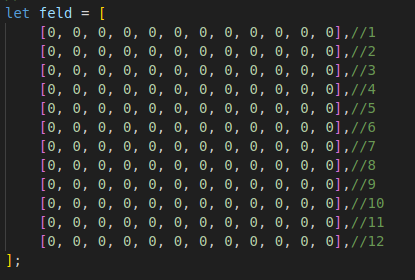 let feld = [
[0, 0, 0, 0, 0, 0, 0, 0, 0, 0, 0, 0],//1
[0, 0, 0, 0, 0, 0, 0, 0, 0, 0, 0, 0],//2
[0, 0, 0, 0, 0, 0, 0, 0, 0, 0, 0, 0],//3
[0, 0, 0, 0, 0, 0, 0, 0, 0, 0, 0, 0],//4
[0, 0, 0, 0, 0, 0, 0, 0, 0, 0, 0, 0],//5
[0, 0, 0, 0, 0, 0, 0, 0, 0, 0, 0, 0],//6
[0, 0, 0, 0, 0, 0, 0, 0, 0, 0, 0, 0],//7
[0, 0, 0, 0, 0, 0, 0, 0, 0, 0, 0, 0],//8
[0, 0, 0, 0, 0, 0, 0, 0, 0, 0, 0, 0],//9
[0, 0, 0, 0, 0, 0, 0, 0, 0, 0, 0, 0],//10
[0, 0, 0, 0, 0, 0, 0, 0, 0, 0, 0, 0],//11
[0, 0, 0, 0, 0, 0, 0, 0, 0, 0, 0, 0],//12
];